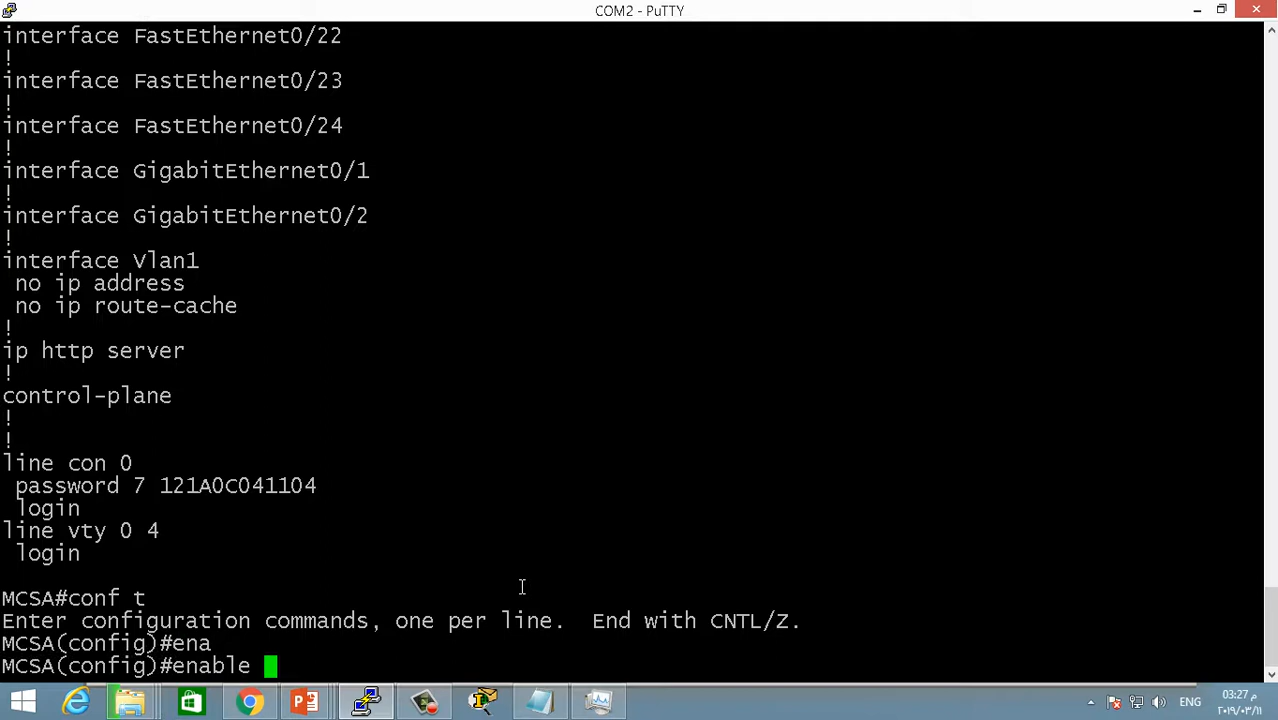 COM2 - PuTTY
interface FastEthernet0/22
!
interface FastEthernet0/23
!
interface FastEthernet0/24
!
interface GigabitEthernet0/1
!
interface GigabitEthernet0/2
!
interface Vlan1
 no ip address
 no ip route-cache
!
ip http server
!
control-plane
!
!
line con 0
 password 7 121A0C041104
 login
line vty 0 4
 login
MCSA#conf t
Enter configuration commands, one per line.  End with CNTL/Z.
MCSA(config)#ena
MCSA(config)#enable
ENG
03:27 م
٢٠١٩/٠٣/١١